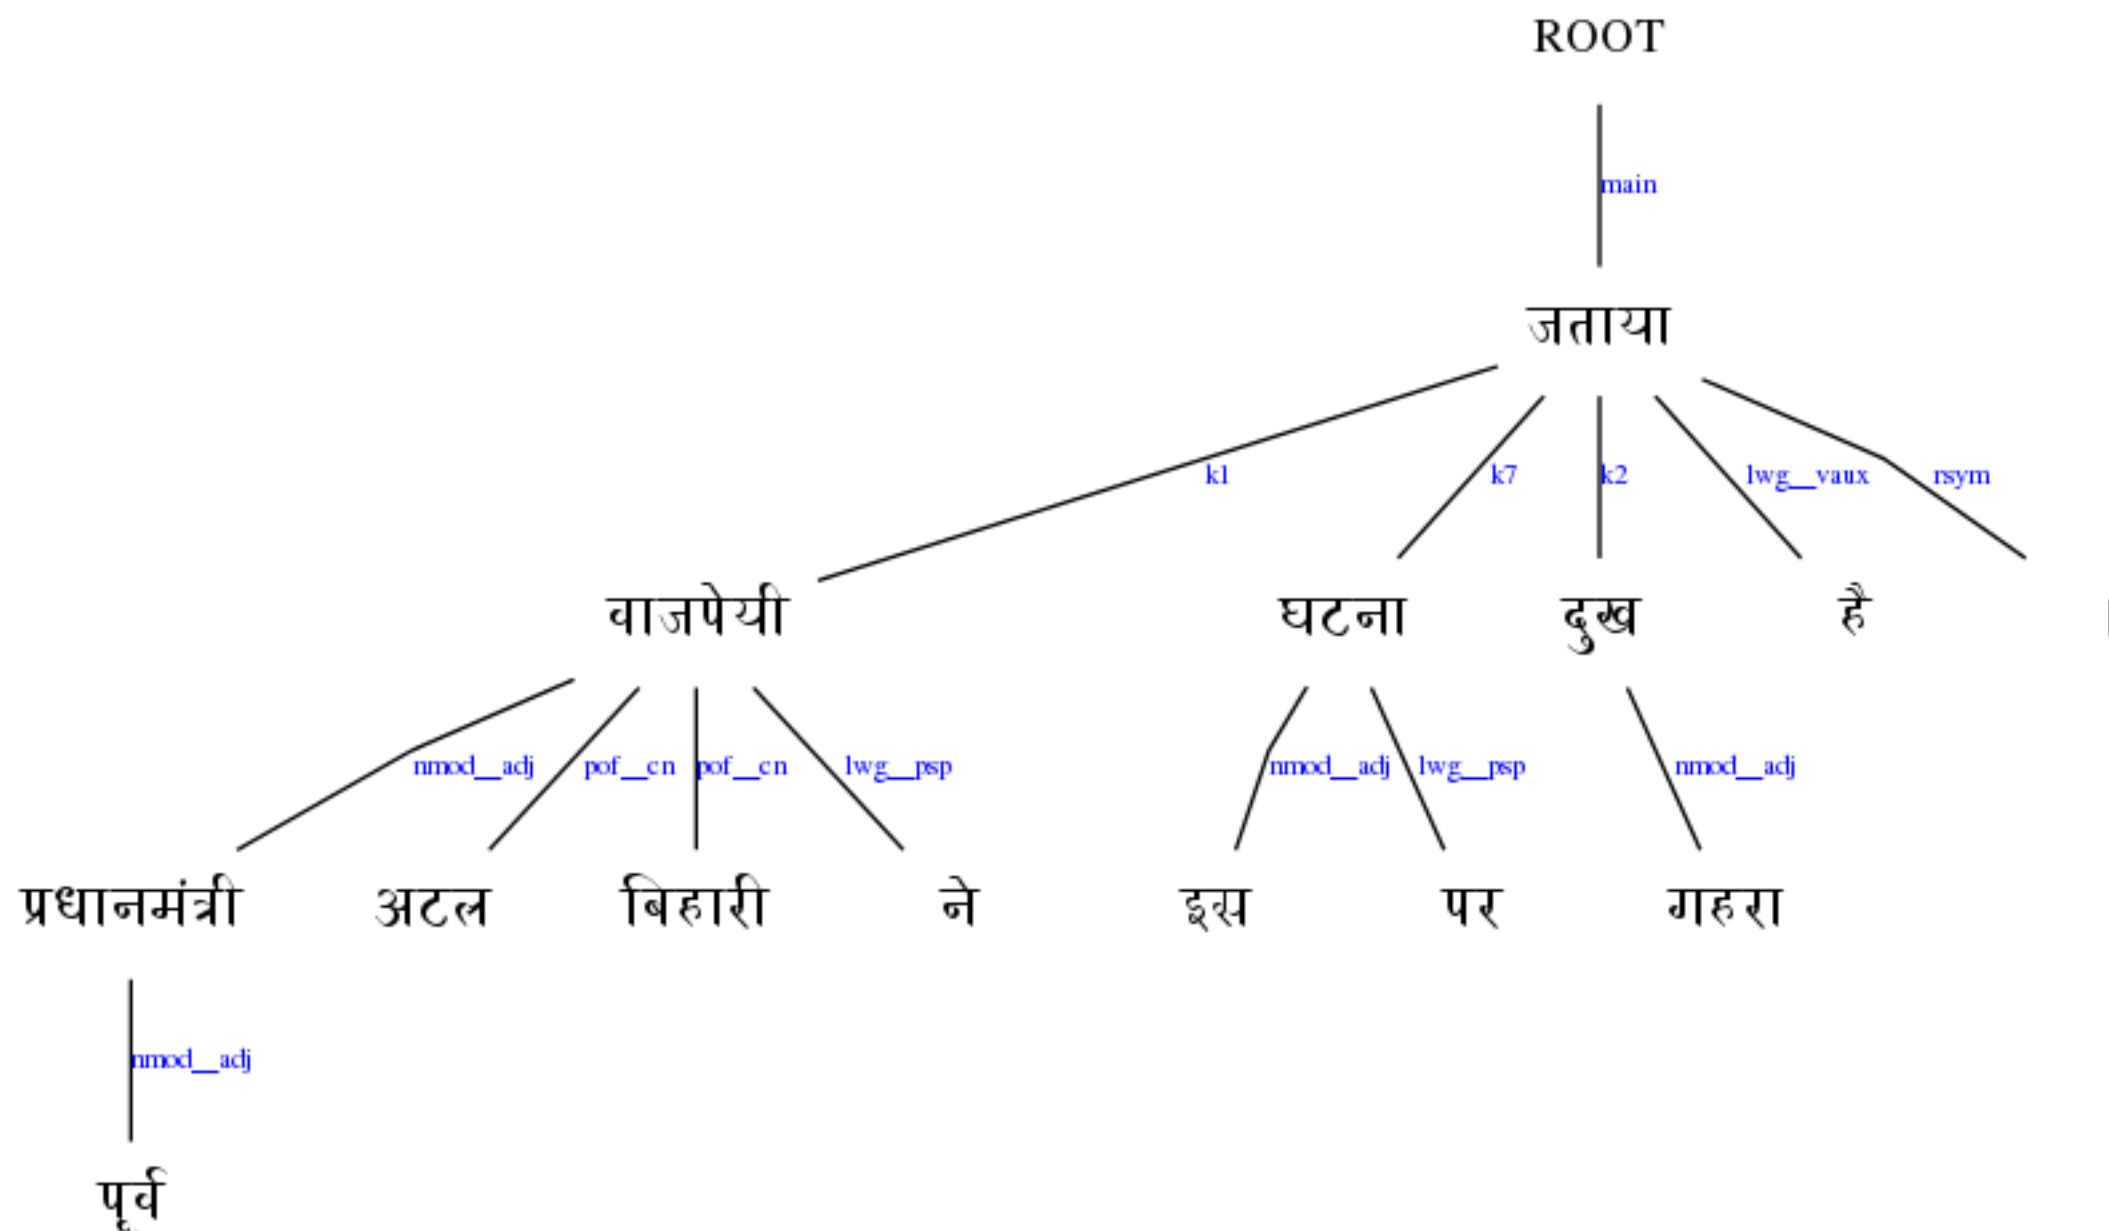 ROOT
main
जताया
k1 k7 k2 lwg__vaux rsym
वाजपेयी घटना दुख है
nmod__adj pof__cn pof__cn lwg__psp nmod__adj lwg__psp nmod__adj
प्रधानमंत्री अटल बिहारी ने इस पर गहरा
nmod__adj
पूर्व